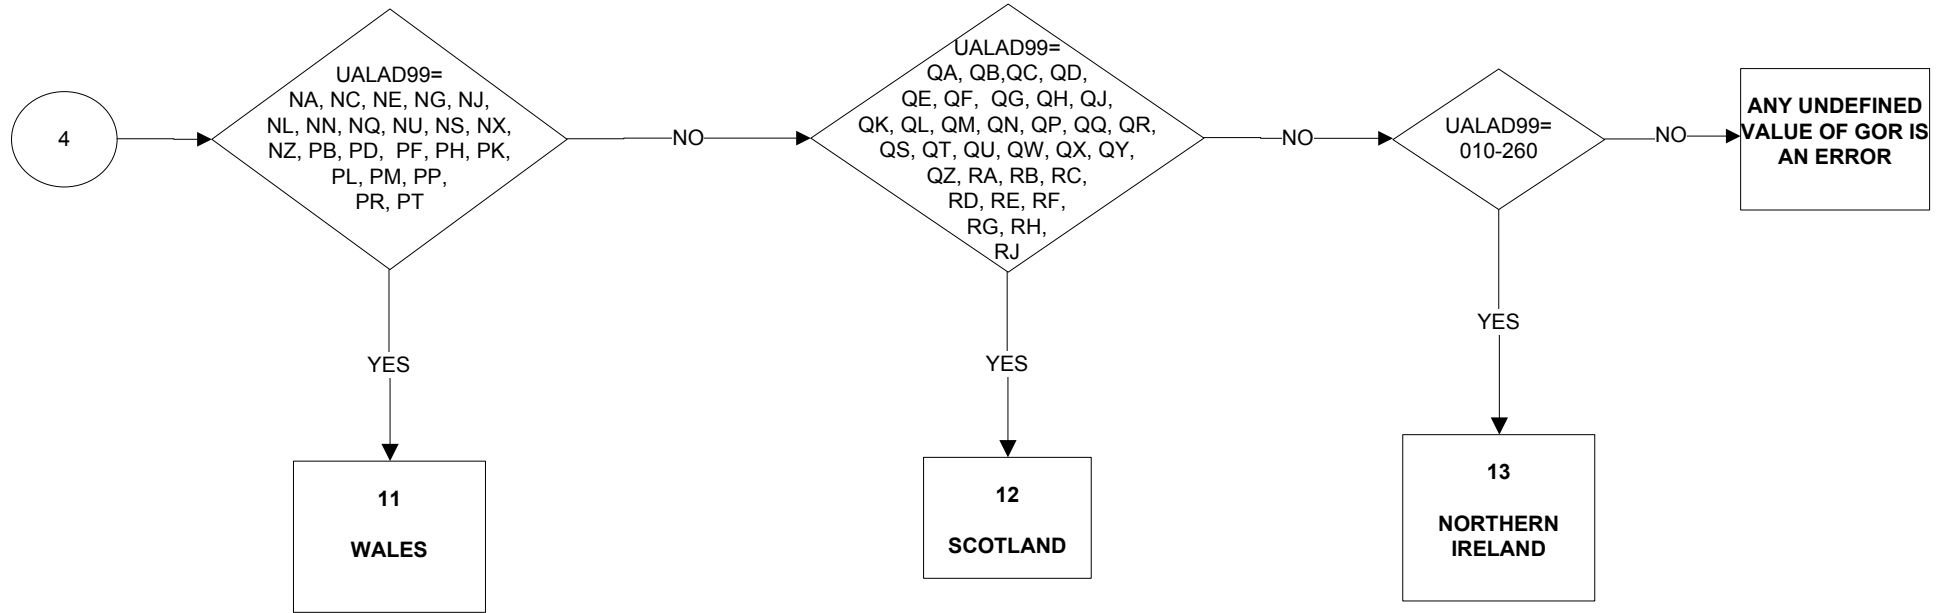 4
UALAD99=
NA, NC, NE, NG, NJ,
NL, NN, NQ, NU, NS, NX,
NZ, PB, PD, PF, PH, PK,
PL, PM, PP,
PR, PT
NO
UALAD99=
QA, QB,QC, QD,
QE, QF, QG, QH, QJ,
QK, QL, QM, QN, QP, QQ, QR,
QS, QT, QU, QW, QX, QY,
QZ, RA, RB, RC,
RD, RE, RF,
RG, RH,
RJ
NO
UALAD99=
010-260
NO
ANY UNDEFINED
VALUE OF GOR IS
AN ERROR
YES
YES
YES
11
WALES
12
SCOTLAND
13
NORTHERN
IRELAND